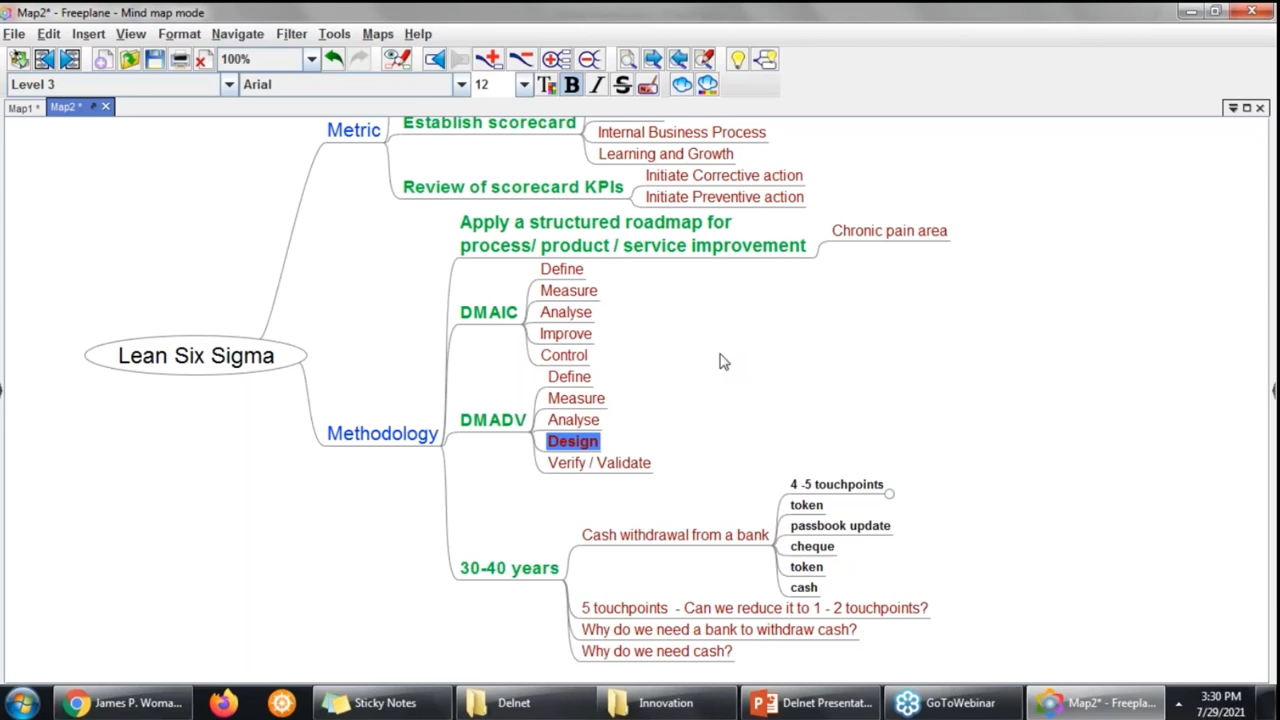 Map2* - Freeplane - Mind map mode
File Edit Insert View Format Navigate Filter Tools Maps Help
100%
Level 3 Arial 12
Map1 * Map2 *
Metric
Establish scorecard
Internal Business Process
Learning and Growth
Review of scorecard KPIs
Initiate Corrective action
Initiate Preventive action
Apply a structured roadmap for
process/ product / service improvement
Chronic pain area
DMAIC
Define
Measure
Analyse
Improve
Control
Lean Six Sigma
Methodology
DMADV
Define
Measure
Analyse
Design
Verify / Validate
30-40 years
Cash withdrawal from a bank
4 -5 touchpoints
token
passbook update
cheque
token
cash
5 touchpoints - Can we reduce it to 1 - 2 touchpoints?
Why do we need a bank to withdraw cash?
Why do we need cash?
James P. Woma... Sticky Notes Delnet Innovation Delnet Presentat... GoToWebinar Map2* - Freepla...
3:30 PM
7/29/2021